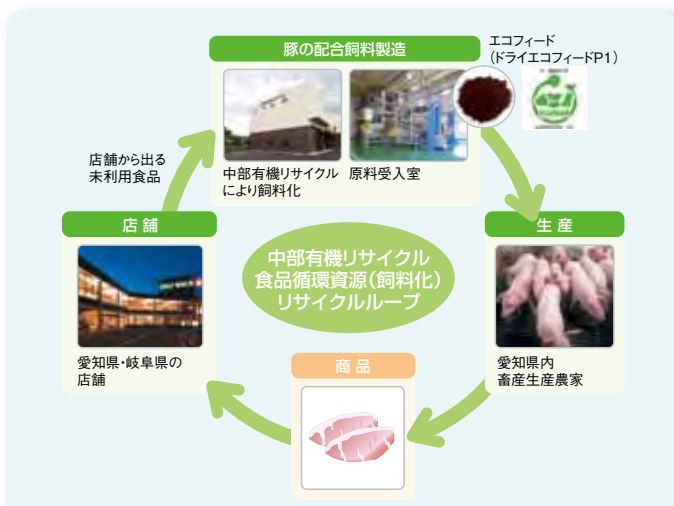 豚の配合飼料製造
エコフィード
(ドライエコフィードP1)
中部有機リサイクル
により飼料化
原料受入室
店舗から出る
未利用食品
店舗
愛知県・岐阜県の
店舗
中部有機リサイクル
食品循環資源(飼料化)
リサイクルループ
生産
愛知県内
畜産生産農家
商品